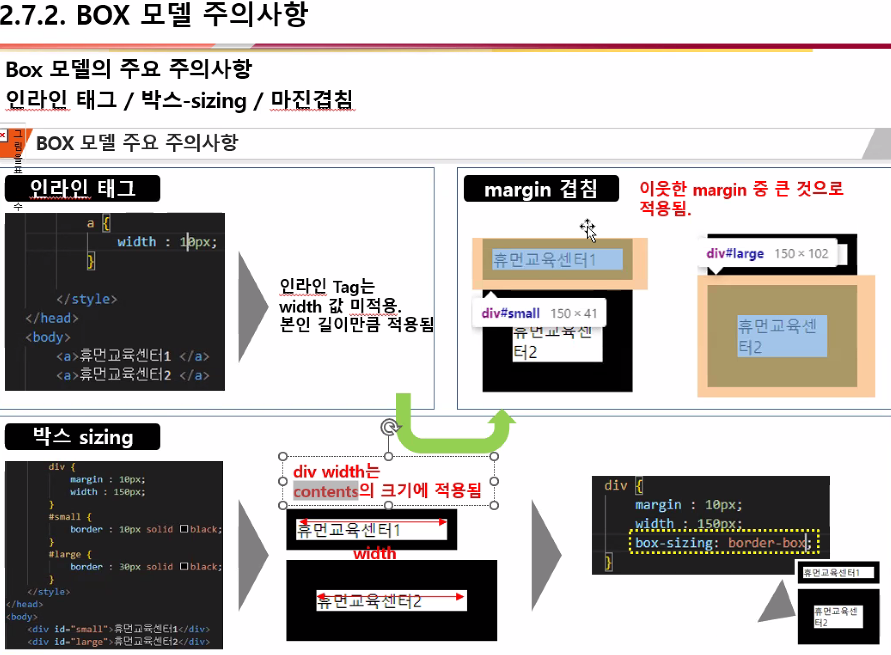 2.7.2. BOX 모델 주의사항
Box 모델의 주요 주의사항
인라인 태그 / 박스-sizing / 마진겹침
BOX 모델 주요 주의사항
인라인 태그
a {
width : 10px;
}
</style>
</head>
<body>
<a>휴먼교육센터1 </a>
<a>휴먼교육센터2 </a>
인라인 Tag는
width 값 미적용.
본인 길이만큼 적용됨
margin 겹침
이웃한 margin 중 큰 것으로
적용됨.
휴먼교육센터1
div#small 150 × 41
휴먼교육센
터2
div#large 150 × 102
휴먼교육센
터2
박스 sizing
div {
margin : 10px;
width : 150px;
}
#small {
border : 10px solid black;
}
#large {
border : 30px solid black;
}
</style>
</head>
<body>
<div id="small">휴먼교육센터1</div>
<div id="large">휴먼교육센터2</div>
div width는
contents의 크기에 적용됨
휴먼교육센터1
width
휴먼교육센터2
div {
margin : 10px;
width : 150px;
box-sizing: border-box;
}
휴먼교육센터1
휴먼교육센
터2